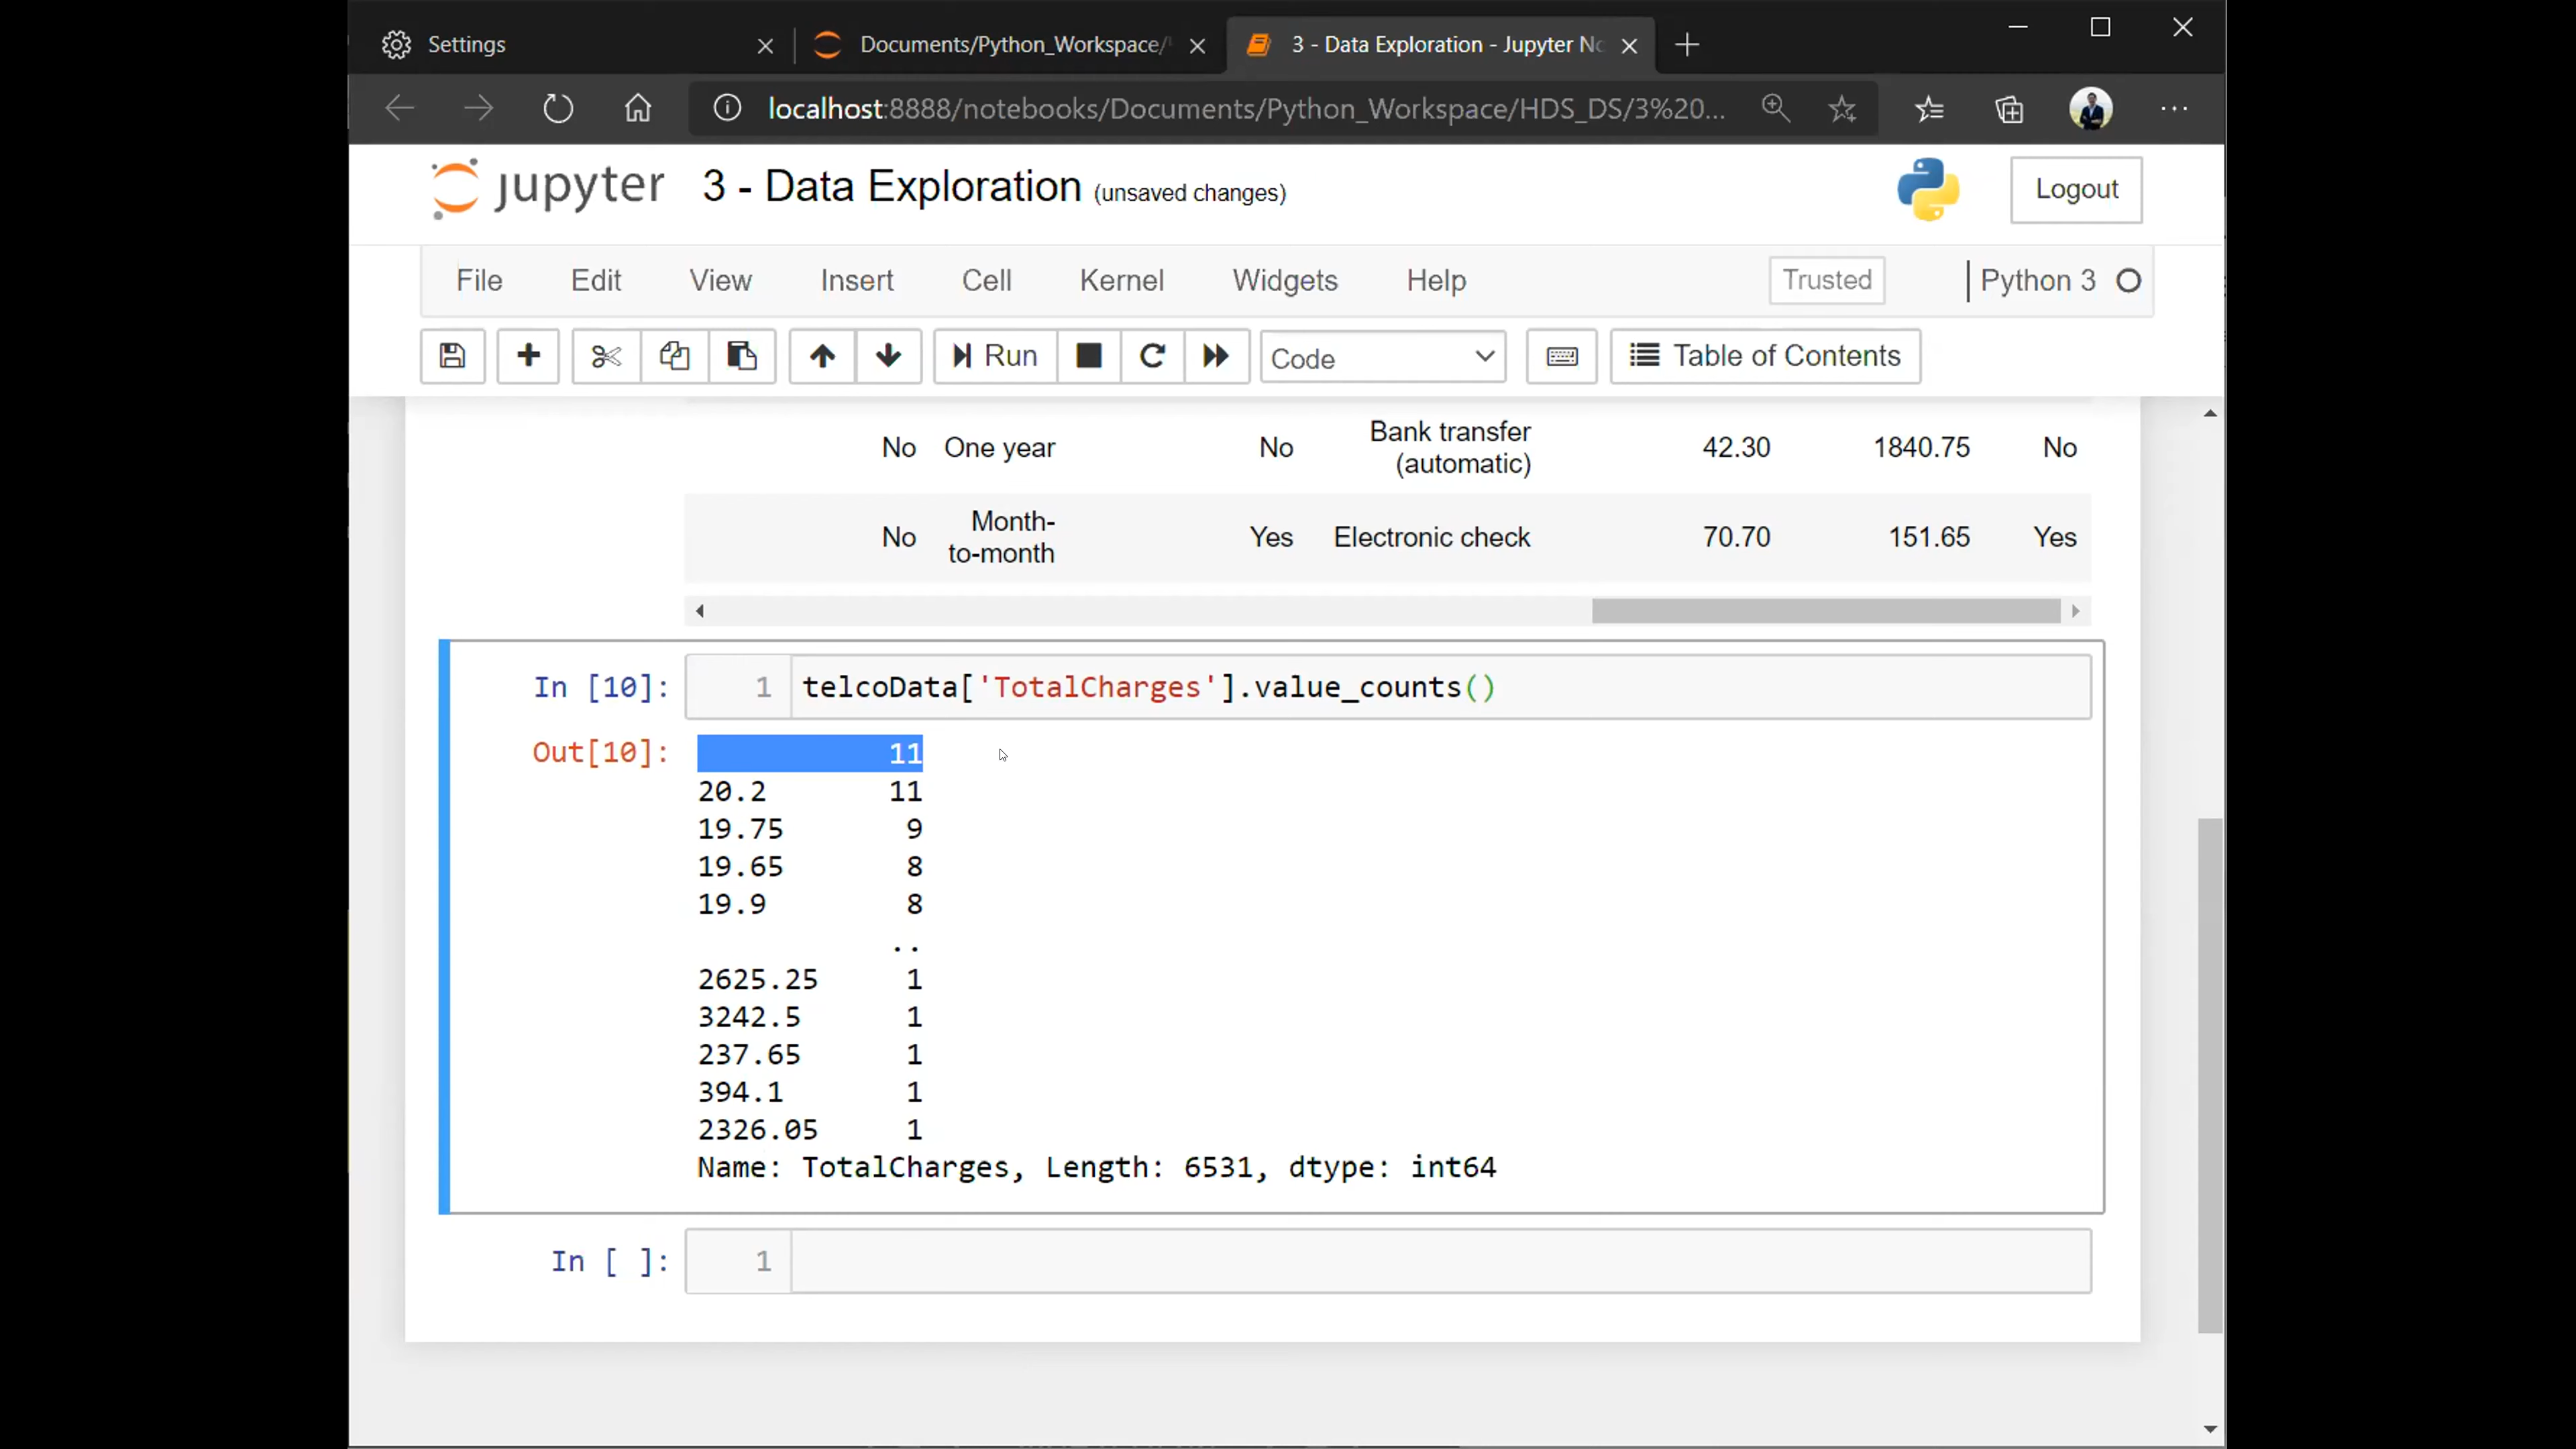 Settings
Documents/Python_Workspace/
3 - Data Exploration - Jupyter No
localhost:8888/notebooks/Documents/Python_Workspace/HDS_DS/3%20...
jupyter 3 - Data Exploration (unsaved changes)
Logout
File Edit View Insert Cell Kernel Widgets Help Trusted Python 3
Run Code Table of Contents
No One year No Bank transfer (automatic) 42.30 1840.75 No
No Month-to-month Yes Electronic check 70.70 151.65 Yes
In [10]: 1 telcoData['TotalCharges'].value_counts()
Out[10]: 11
20.2 11
19.75 9
19.65 8
19.9 8
..
2625.25 1
3242.5 1
237.65 1
394.1 1
2326.05 1
Name: TotalCharges, Length: 6531, dtype: int64
In [ ]: 1